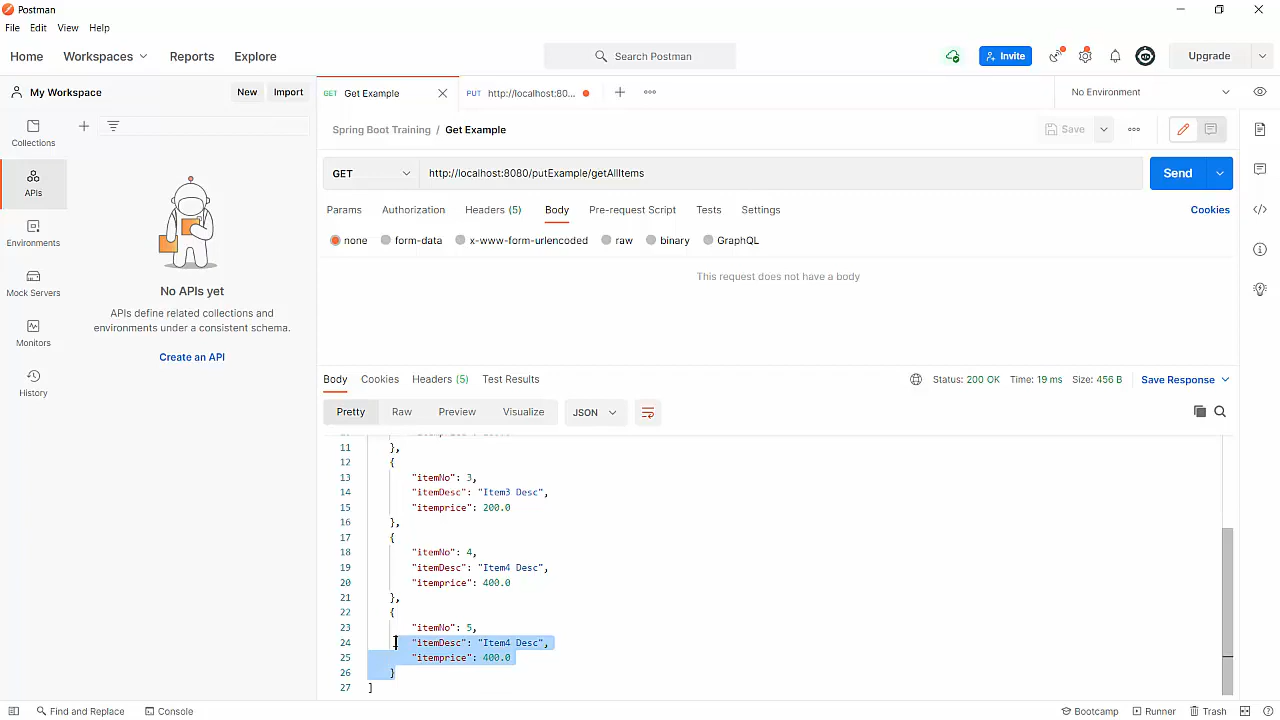 Postman
File Edit View Help
Home Workspaces Reports Explore
Search Postman
Invite
Upgrade
My Workspace
New Import
GET Get Example
PUT http://localhost:80...
No Environment
Spring Boot Training / Get Example
Save
Collections
APIs
Environments
Mock Servers
Monitors
History
No APIs yet
APIs define related collections and
environments under a consistent schema.
Create an API
GET http://localhost:8080/putExample/getAllItems
Send
Params Authorization Headers (5) Body Pre-request Script Tests Settings
Cookies
none form-data x-www-form-urlencoded raw binary GraphQL
This request does not have a body
Body Cookies Headers (5) Test Results
Status: 200 OK Time: 19 ms Size: 456 B Save Response
Pretty Raw Preview Visualize JSON
11 },
12 {
13 "itemNo": 3,
14 "itemDesc": "Item3 Desc",
15 "itemprice": 200.0
16 },
17 {
18 "itemNo": 4,
19 "itemDesc": "Item4 Desc",
20 "itemprice": 400.0
21 },
22 {
23 "itemNo": 5,
24 "itemDesc": "Item4 Desc",
25 "itemprice": 400.0
26 }
27 ]
Find and Replace Console
Bootcamp Runner Trash